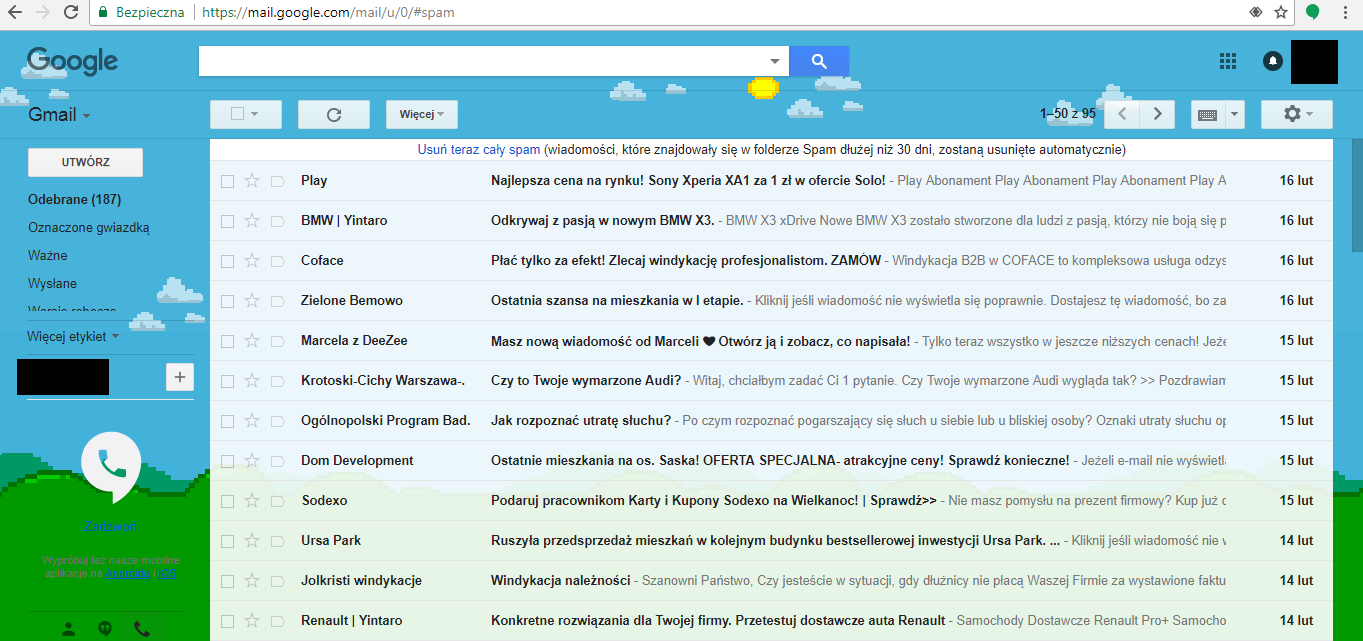 Bezpieczna https://mail.google.com/mail/u/0/#spam
Google
Gmail
Więcej
1–50 z 95
UTWÓRZ
Odebrane (187)
Oznaczone gwiazdką
Ważne
Wysłane
Wersje robocze
Więcej etykiet
Zadzwoń
Wypróbuj też nasze mobilne
aplikacje na Androida i iOS
Usuń teraz cały spam (wiadomości, które znajdowały się w folderze Spam dłużej niż 30 dni, zostaną usunięte automatycznie)
Play Najlepsza cena na rynku! Sony Xperia XA1 za 1 zł w ofercie Solo! - Play Abonament Play Abonament Play Abonament Play A 16 lut
BMW | Yintaro Odkrywaj z pasją w nowym BMW X3. - BMW X3 xDrive Nowe BMW X3 zostało stworzone dla ludzi z pasją, którzy nie boją się p 16 lut
Coface Płać tylko za efekt! Zlecaj windykację profesjonalistom. ZAMÓW - Windykacja B2B w COFACE to kompleksowa usługa odzys 16 lut
Zielone Bemowo Ostatnia szansa na mieszkania w I etapie. - Kliknij jeśli wiadomość nie wyświetla się poprawnie. Dostajesz tę wiadomość, bo za 16 lut
Marcela z DeeZee Masz nową wiadomość od Marceli ♥ Otwórz ją i zobacz, co napisała! - Tylko teraz wszystko w jeszcze niższych cenach! Jeże 15 lut
Krotoski-Cichy Warszawa-. Czy to Twoje wymarzone Audi? - Witaj, chciałbym zadać Ci 1 pytanie. Czy Twoje wymarzone Audi wygląda tak? >> Pozdrawiam 15 lut
Ogólnopolski Program Bad. Jak rozpoznać utratę słuchu? - Po czym rozpoznać pogarszający się słuch u siebie lub u bliskiej osoby? Oznaki utraty słuchu op 15 lut
Dom Development Ostatnie mieszkania na os. Saska! OFERTA SPECJALNA- atrakcyjne ceny! Sprawdź konieczne! - Jeżeli e-mail nie wyświetla 15 lut
Sodexo Podaruj pracownikom Karty i Kupony Sodexo na Wielkanoc! | Sprawdź>> - Nie masz pomysłu na prezent firmowy? Kup już d 15 lut
Ursa Park Ruszyła przedsprzedaż mieszkań w kolejnym budynku bestsellerowej inwestycji Ursa Park. ... - Kliknij jeśli wiadomość nie w 14 lut
Jolkristi windykacje Windykacja należności - Szanowni Państwo, Czy jesteście w sytuacji, gdy dłużnicy nie płacą Waszej Firmie za wystawione faktu 14 lut
Renault | Yintaro Konkretne rozwiązania dla Twojej firmy. Przetestuj dostawcze auta Renault - Samochody Dostawcze Renault Pro+ Samocho 14 lut